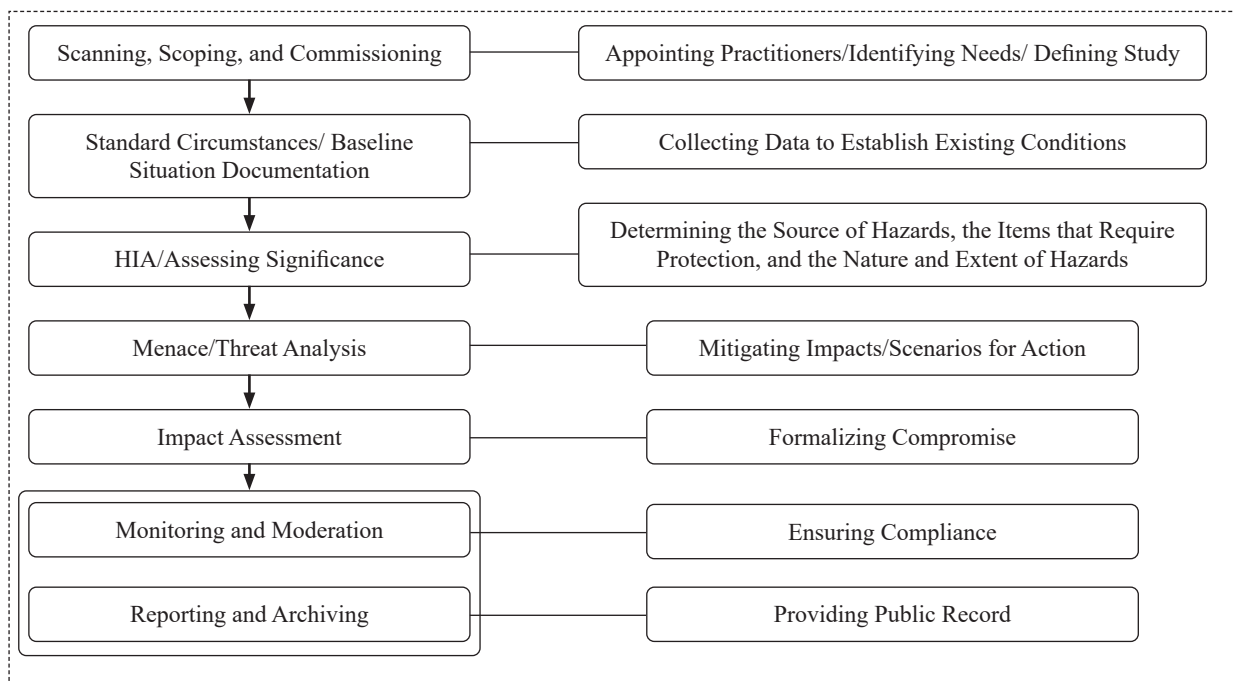 Scanning, Scoping, and Commissioning
Appointing Practitioners/Identifying Needs/ Defining Study
Standard Circumstances/ Baseline
Situation Documentation
Collecting Data to Establish Existing Conditions
HIA/Assessing Significance
Determining the Source of Hazards, the Items that Require
Protection, and the Nature and Extent of Hazards
Menace/Threat Analysis
Mitigating Impacts/Scenarios for Action
Impact Assessment
Formalizing Compromise
Monitoring and Moderation
Ensuring Compliance
Reporting and Archiving
Providing Public Record